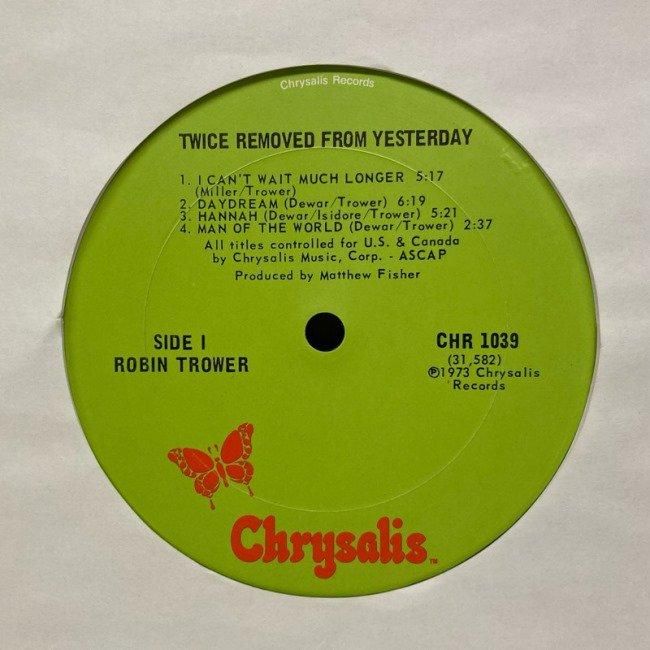 Chrysalis Records
TWICE REMOVED FROM YESTERDAY
1. I CAN'T WAIT MUCH LONGER 5:17
(Miller/Trower)
2. DAYDREAM (Dewar/Trower) 6:19
3. HANNAH (Dewar/Isidore/Trower) 5:21
4. MAN OF THE WORLD (Dewar/Trower) 2:37
All titles controlled for U.S. & Canada
by Chrysalis Music, Corp. - ASCAP
Produced by Matthew Fisher
SIDE I
ROBIN TROWER
CHR 1039
(31,582)
℗1973 Chrysalis
Records
Chrysalis™